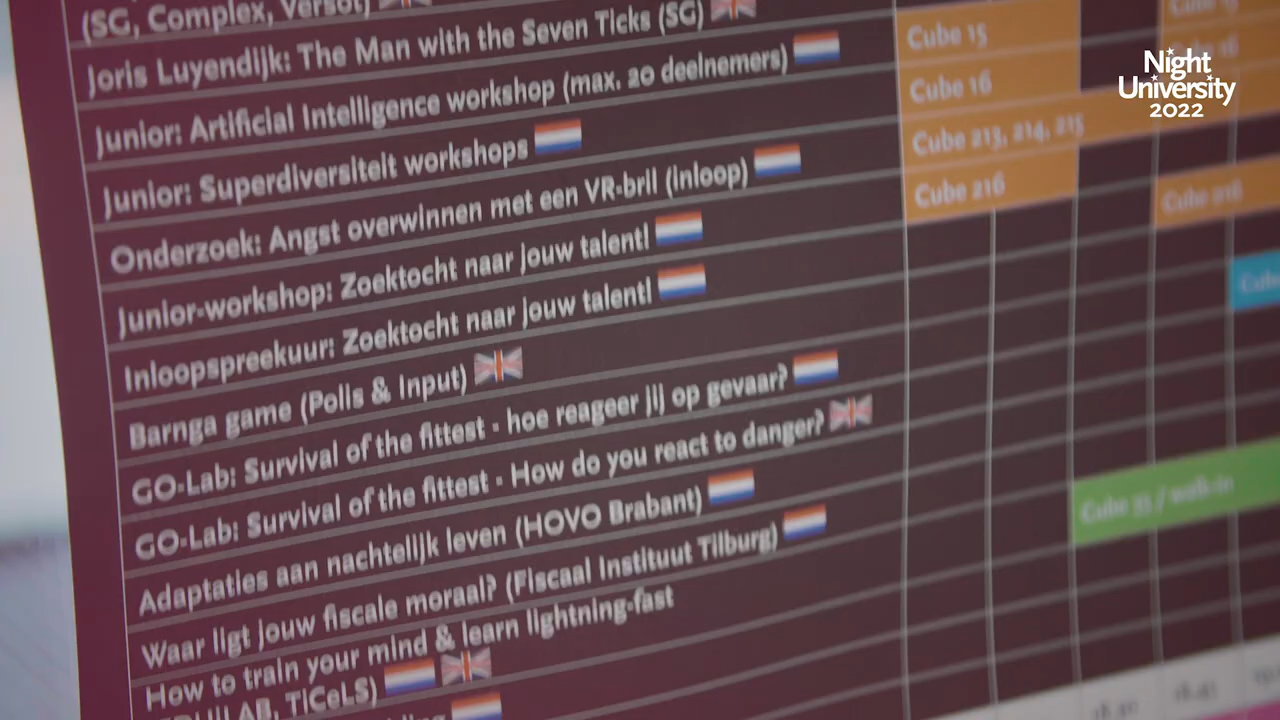 (SG, Complex, Versot)
Joris Luyendijk: The Man with the Seven Ticks (SG)
Junior: Artificial Intelligence workshop (max. 20 deelnemers)
Junior: Superdiversiteit workshops
Onderzoek: Angst overwinnen met een VR-bril (inloop)
Junior-workshop: Zoektocht naar jouw talent!
Inloopspreekuur: Zoektocht naar jouw talent!
Barnga game (Polls & Input)
GO-Lab: Survival of the fittest - hoe reageer jij op gevaar?
GO-Lab: Survival of the fittest - How do you react to danger?
Adaptaties aan nachtelijk leven (HOVO Brabant)
Waar ligt jouw fiscale moraal? (Fiscaal Instituut Tilburg)
How to train your mind & learn lightning-fast
TiCeLS)
Cube 15
Cube 16
Cube 213, 214, 215
Cube 216
Cube 216
Cube
/ walk-in
Night
University
2022